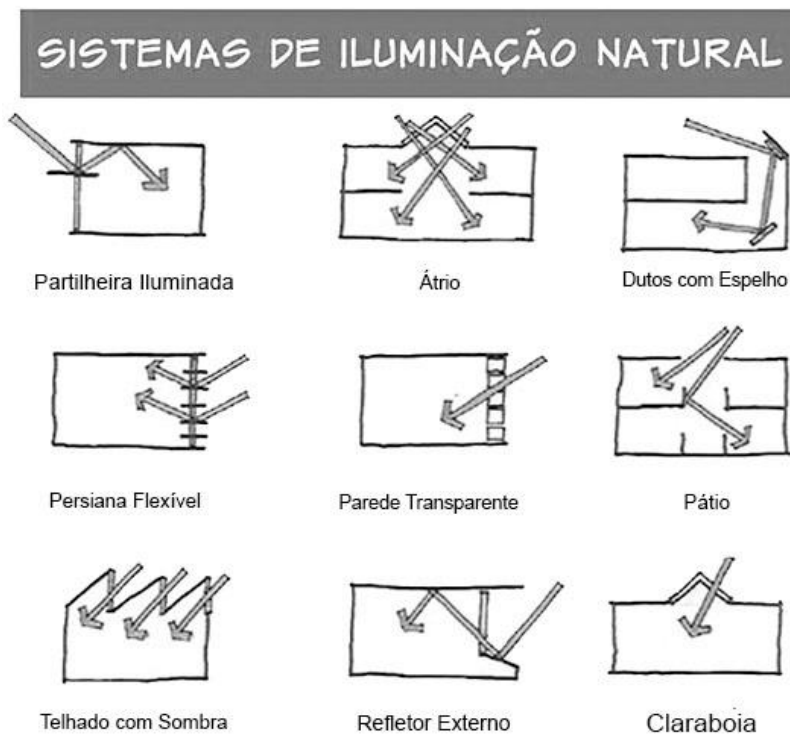 SISTEMAS DE ILUMINAÇÃO NATURAL
Partilheira Iluminada
Átrio
Dutos com Espelho
Persiana Flexível
Parede Transparente
Pátio
Telhado com Sombra
Refletor Externo
Claraboia